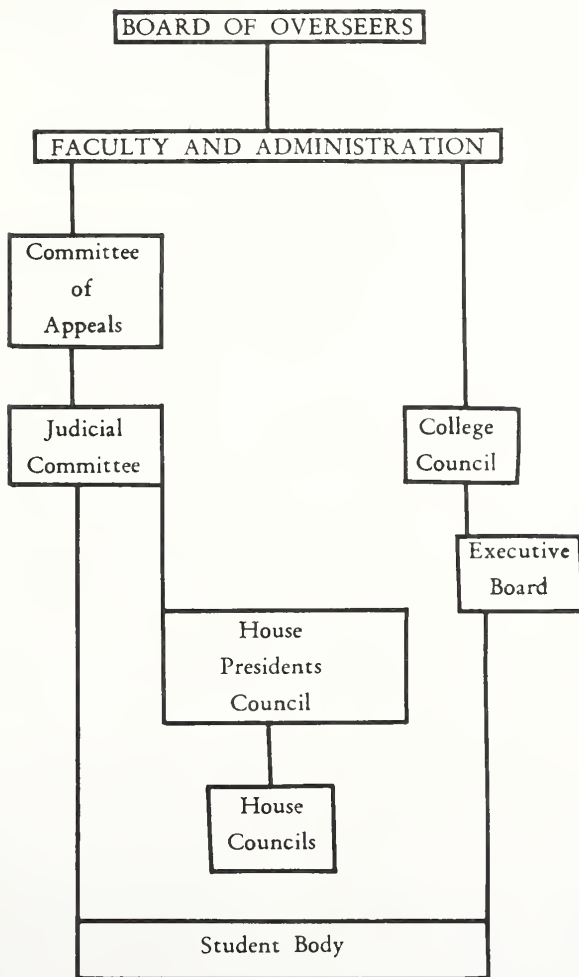 BOARD OF OVERSEERS
FACULTY AND ADMINISTRATION
Committee
of
Appeals
Judicial
Committee
College
Council
Executive
Board
House
Presidents
Council
House
Councils
Student Body